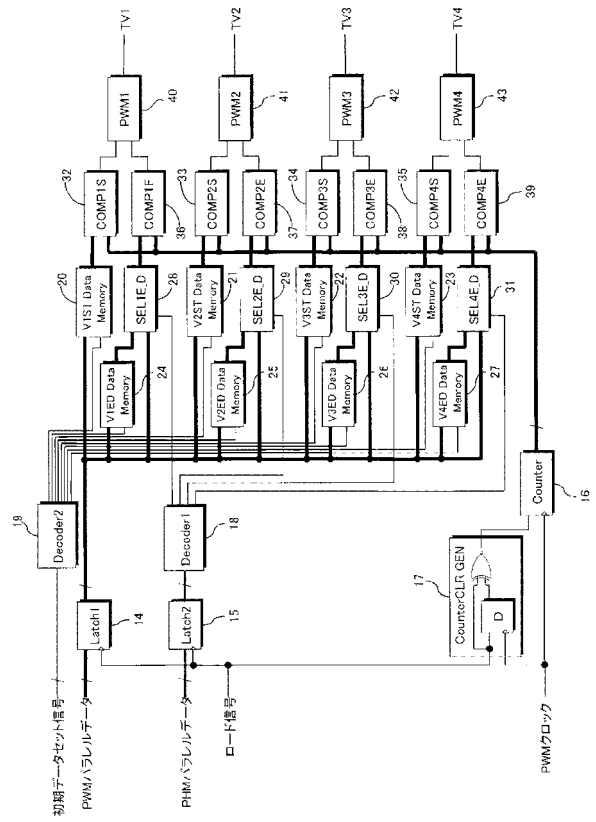 初期データセット信号
PWMパラレルデータ
PHMパラレルデータ
ロード信号
PWMクロック
Latch1
14
Latch2
15
Decoder2
19
Decoder1
18
CounterCLR GEN
17
D
Counter
16
V1ED Data
Memory
24
V2ED Data
Memory
25
V3ED Data
Memory
26
V4ED Data
Memory
27
V1ST Data
Memory
20
SEL1E_D
28
V2ST Data
Memory
21
SEL2E_D
29
V3ST Data
Memory
22
SEL3E_D
30
V4ST Data
Memory
23
SEL4E_D
31
COMP1S
32
COMP1F
36
COMP2S
33
COMP2E
37
COMP3S
34
COMP3E
38
COMP4S
35
COMP4E
39
PWM1
40
PWM2
41
PWM3
42
PWM4
43
TV1
TV2
TV3
TV4